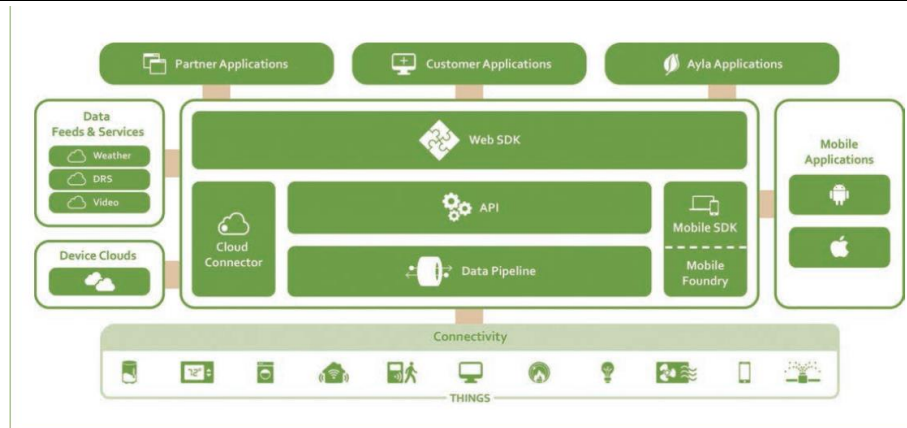 Partner Applications
Customer Applications
Ayla Applications
Data
Feeds & Services
Weather
DRS
Video
Device Clouds
Web SDK
Cloud
Connector
API
Data Pipeline
Mobile SDK
Mobile
Foundry
Mobile
Applications
Connectivity
THINGS